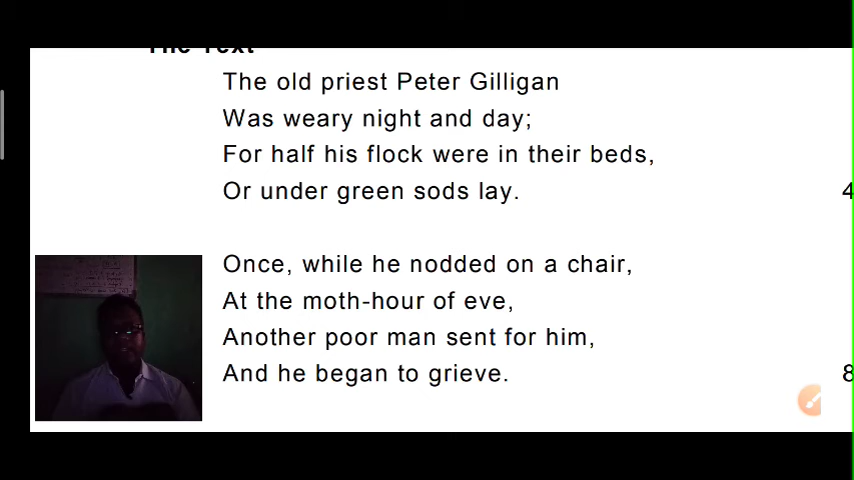 The Text
The old priest Peter Gilligan
Was weary night and day;
For half his flock were in their beds,
Or under green sods lay.
4
Once, while he nodded on a chair,
At the moth-hour of eve,
Another poor man sent for him,
And he began to grieve.
8